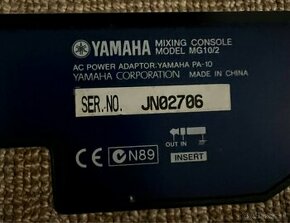 YAMAHA MIXING CONSOLE
MODEL MG10/2
AC POWER ADAPTOR:YAMAHA PA-10
YAMAHA CORPORATION MADE IN CHINA
SER.NO. JN02706
OUT IN
CE N89 INSERT